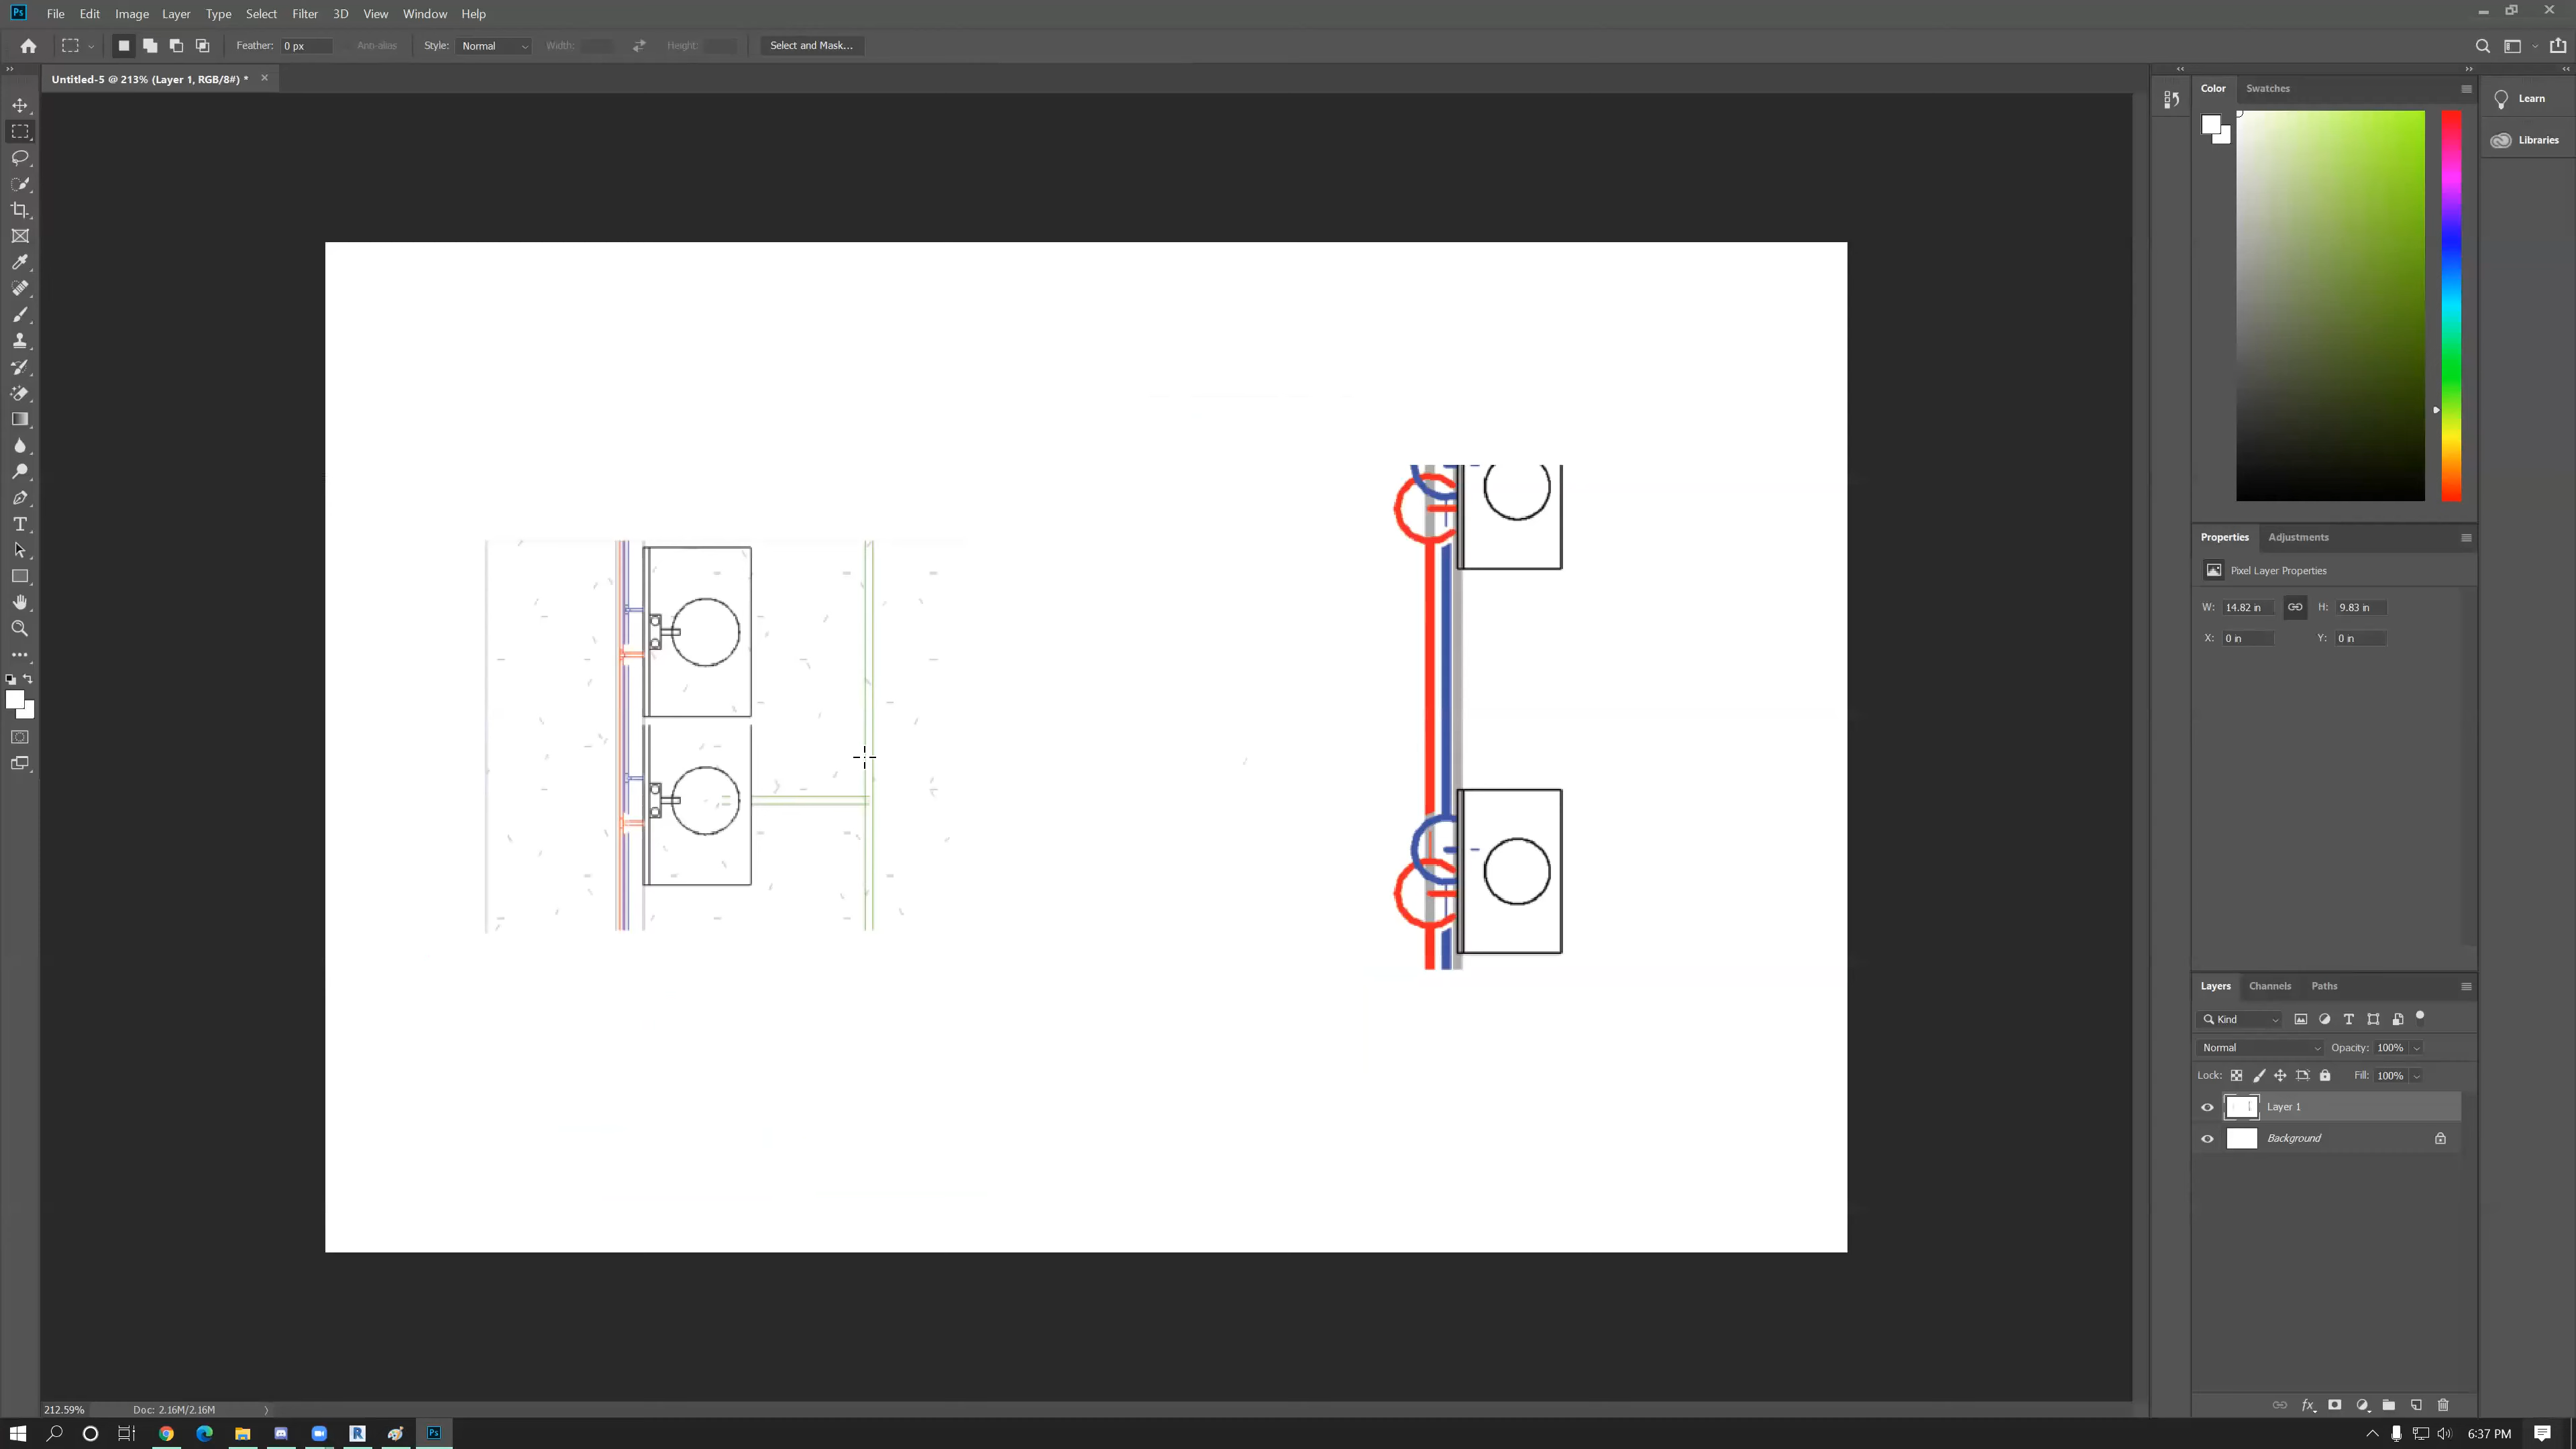 Ps File Edit Image Layer Type Select Filter 3D View Window Help
Feather: 0 px Anti-alias Style: Normal Width: Height: Select and Mask...
Untitled-5 @ 213% (Layer 1, RGB/8#) * ×
Color Swatches
Learn
Libraries
Properties Adjustments
Pixel Layer Properties
W: 14.82 in H: 9.83 in
X: 0 in Y: 0 in
Layers Channels Paths
Kind
Normal Opacity: 100%
Lock: Fill: 100%
Layer 1
Background
fx
212.59% Doc: 2.16M/2.16M
R Ps 6:37 PM